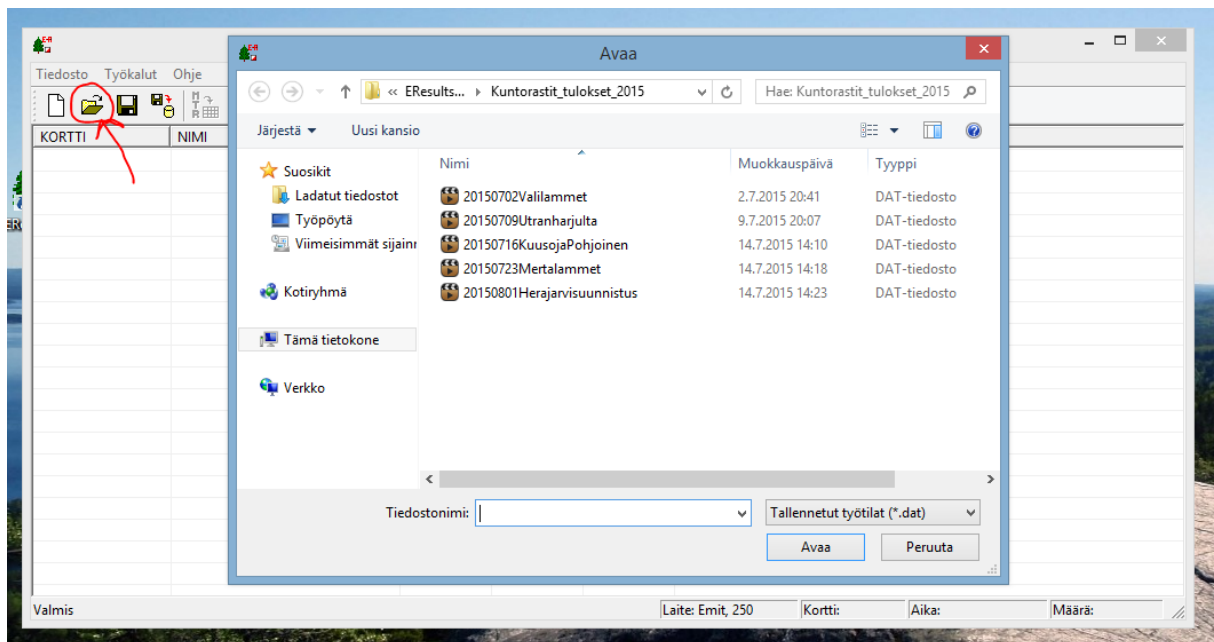 Avaa
Tiedosto Työkalut Ohje
KORTTI NIMI
« EResults... Kuntorastit_tulokset_2015
Hae: Kuntorastit_tulokset_2015
Järjestä Uusi kansio
Suosikit
Ladatut tiedostot
Työpöytä
Viimeisimmät sijainn
Kotiryhmä
Tämä tietokone
Verkko
Nimi Muokkauspäivä Tyyppi
20150702Valilammet 2.7.2015 20:41 DAT-tiedosto
20150709Utranharjulta 9.7.2015 20:07 DAT-tiedosto
20150716KuusojaPohjoinen 14.7.2015 14:10 DAT-tiedosto
20150723Mertalammet 14.7.2015 14:18 DAT-tiedosto
20150801Herajarvisuunnistus 14.7.2015 14:23 DAT-tiedosto
Tiedostonimi: Tallennetut työtilat (*.dat)
Avaa Peruuta
Valmis Laite: Emit, 250 Kortti: Aika: Määrä: